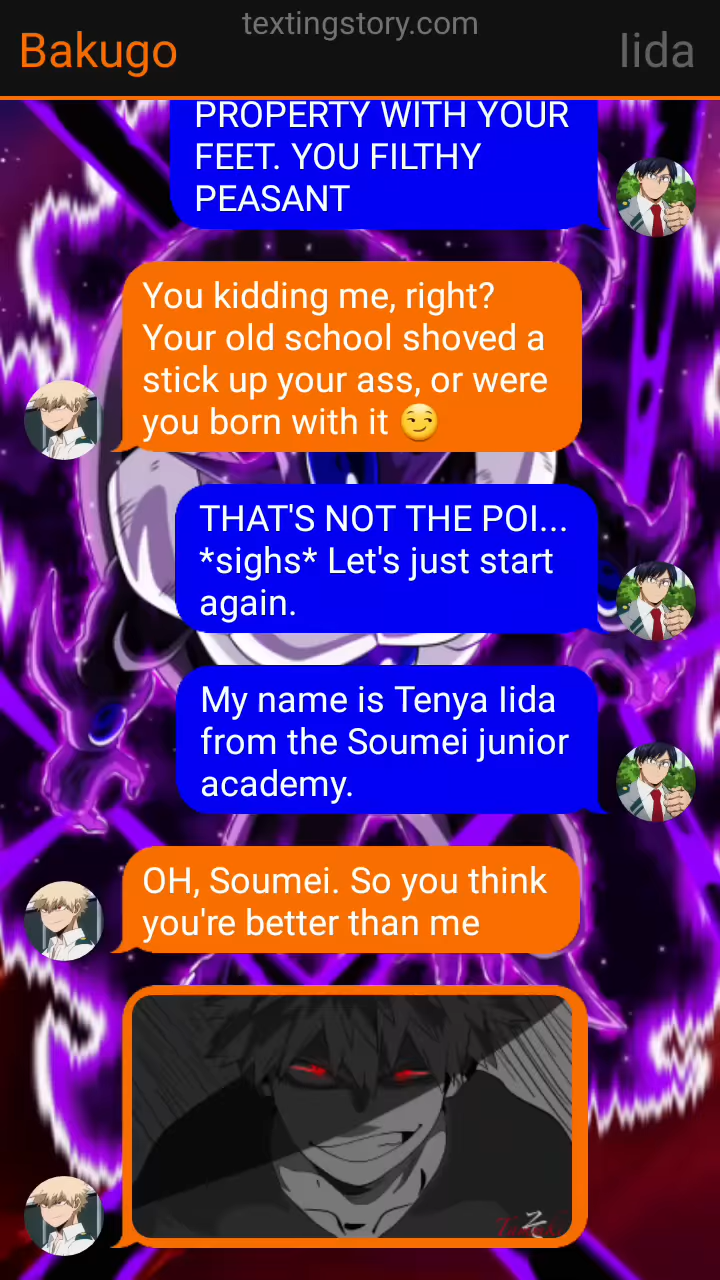 textingstory.com
Bakugo
Iida
PROPERTY WITH YOUR
FEET. YOU FILTHY
PEASANT
You kidding me, right?
Your old school shoved a
stick up your ass, or were
you born with it 😏
THAT'S NOT THE POI...
*sighs* Let's just start
again.
My name is Tenya Iida
from the Soumei junior
academy.
OH, Soumei. So you think
you're better than me